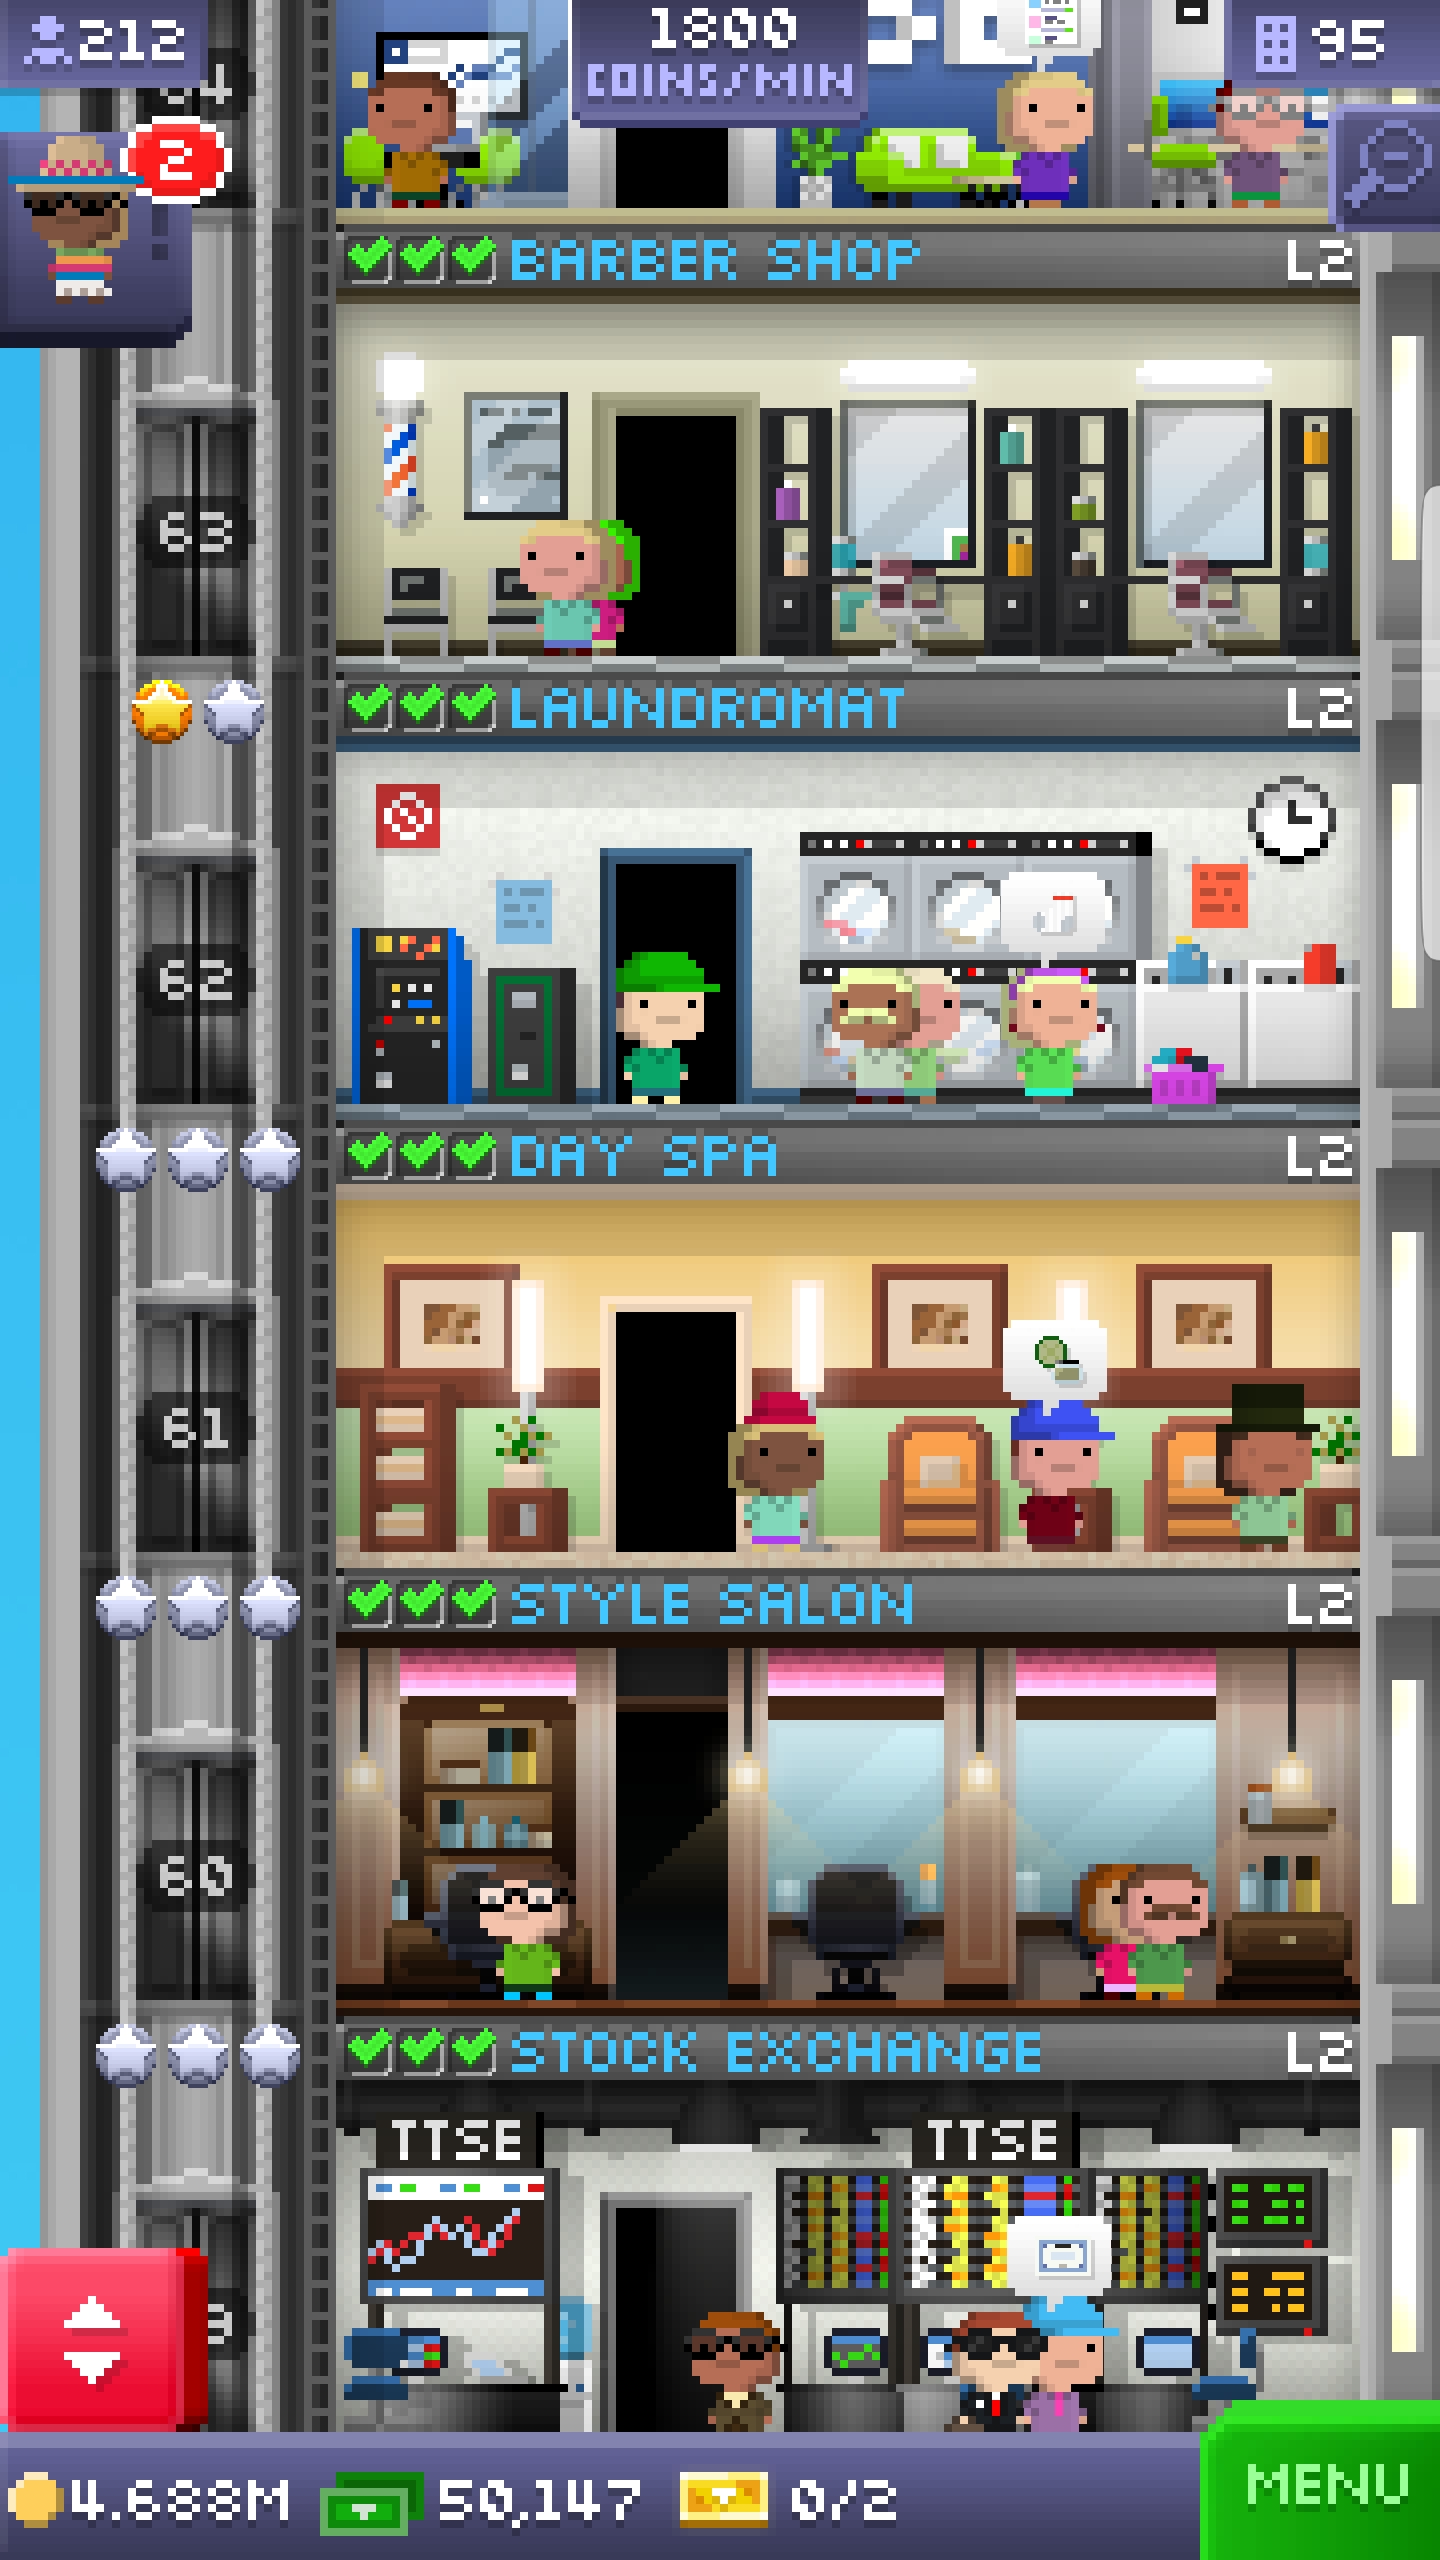 212
1800
COINS/MIN
95
2
BARBER SHOP L2
63
LAUNDROMAT L2
62
DAY SPA L2
61
STYLE SALON L2
60
STOCK EXCHANGE L2
TTSE TTSE
4.688M 50,147 0/2
MENU